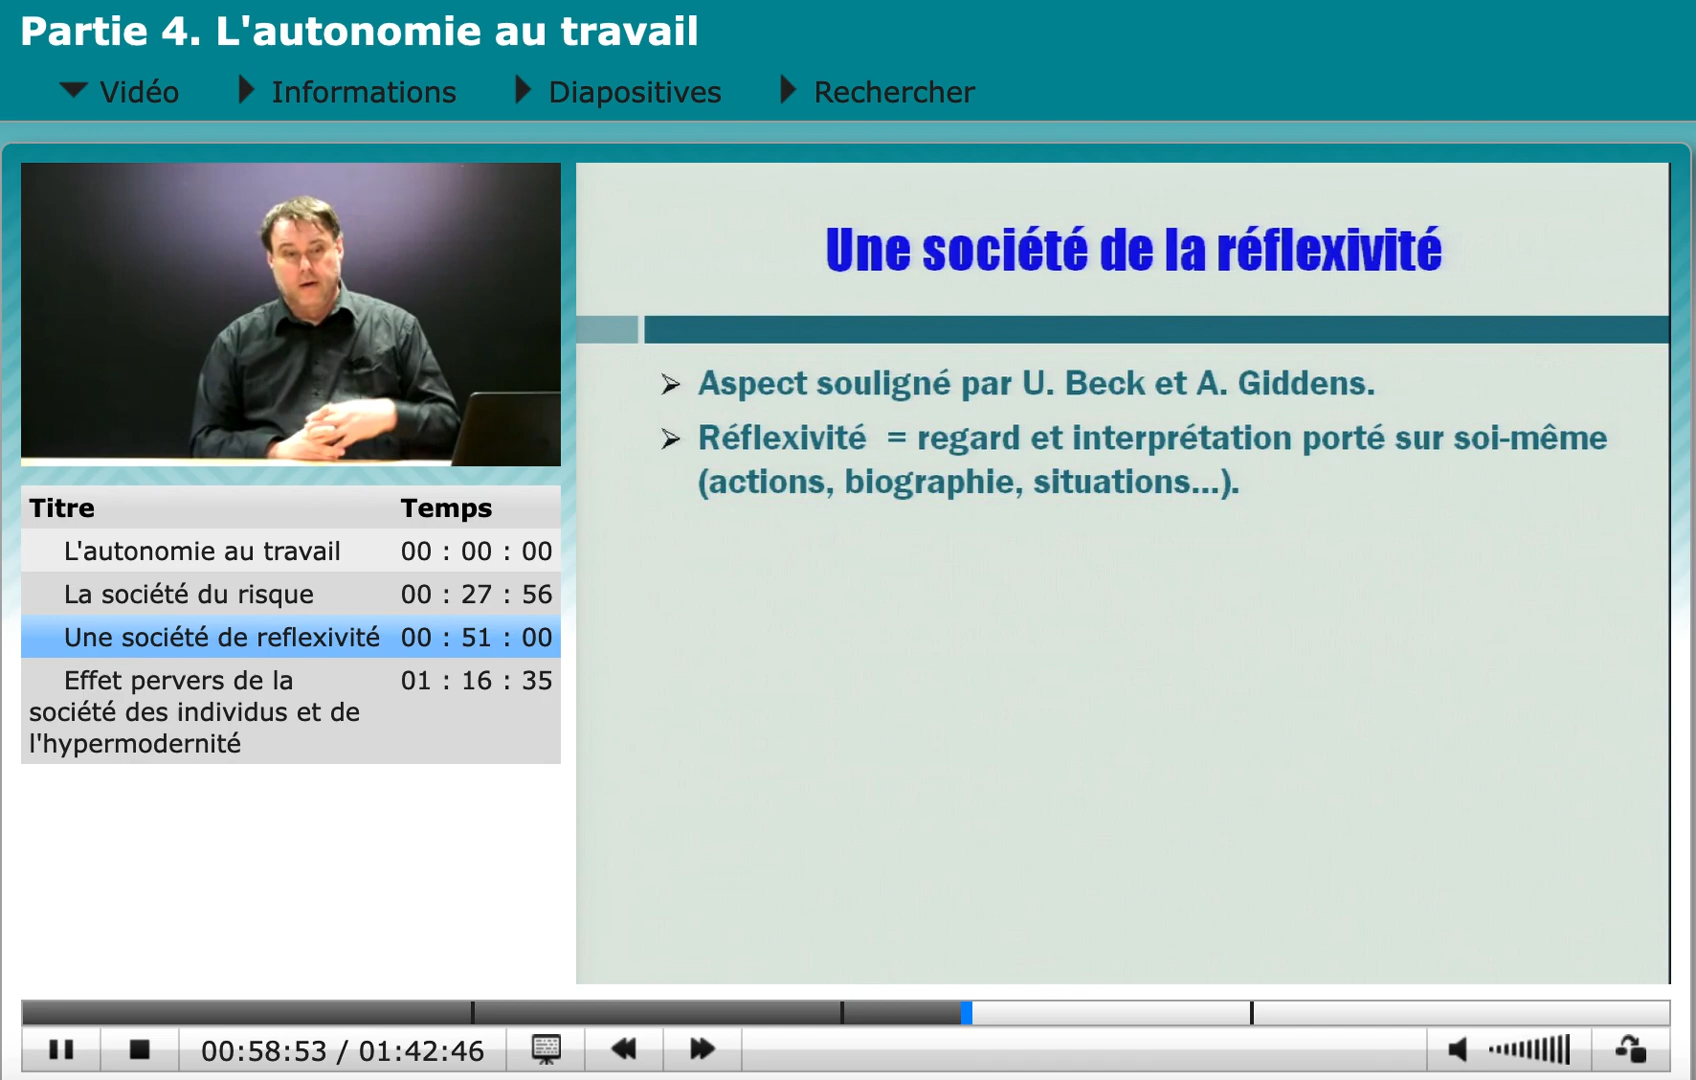 Partie 4. L'autonomie au travail
Vidéo Informations Diapositives Rechercher
Une société de la réflexivité
Aspect souligné par U. Beck et A. Giddens.
Réflexivité = regard et interprétation porté sur soi-même
(actions, biographie, situations...).
Titre Temps
L'autonomie au travail 00 : 00 : 00
La société du risque 00 : 27 : 56
Une société de reflexivité 00 : 51 : 00
Effet pervers de la 01 : 16 : 35
société des individus et de
l'hypermodernité
00:58:53 / 01:42:46